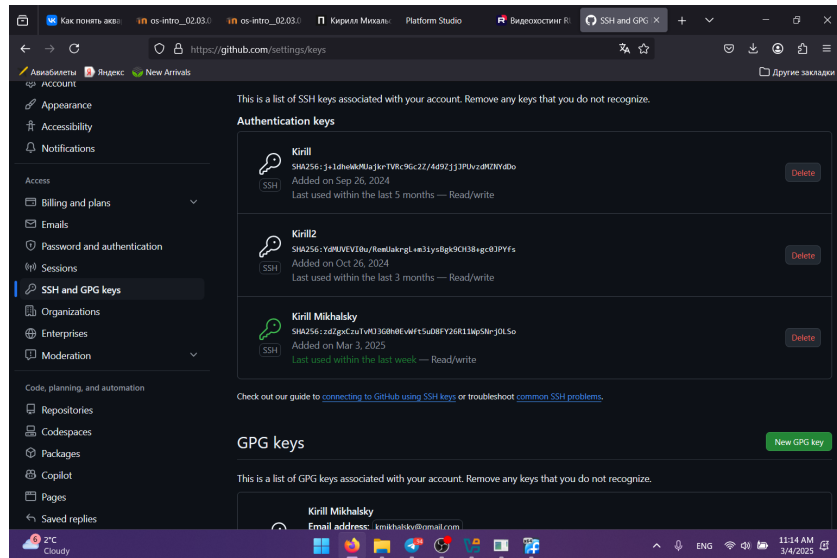 Как понять аква
os-intro__02.03.0
os-intro__02.03.0
Кирилл Михаль
Platform Studio
Видеохостинг RU
SSH and GPG
https://github.com/settings/keys
Авиабилеты
Яндекс
New Arrivals
Другие закладки
Account
Appearance
Accessibility
Notifications
Access
Billing and plans
Emails
Password and authentication
Sessions
SSH and GPG keys
Organizations
Enterprises
Moderation
Code, planning, and automation
Repositories
Codespaces
Packages
Copilot
Pages
Saved replies
This is a list of SSH keys associated with your account. Remove any keys that you do not recognize.
Authentication keys
Kirill
SSH
Added on Sep 26, 2024
Last used within the last 5 months — Read/write
Delete
Kirill2
SSH
Added on Oct 26, 2024
Last used within the last 3 months — Read/write
Delete
Kirill Mikhalsky
SSH
Added on Mar 3, 2025
Last used within the last week — Read/write
Delete
Check out our guide to connecting to GitHub using SSH keys or troubleshoot common SSH problems.
GPG keys
New GPG key
This is a list of GPG keys associated with your account. Remove any keys that you do not recognize.
Kirill Mikhalsky
Email address: kmikhalsky@gmail.com
6
2°C
Cloudy
ENG
11:14 AM
3/4/2025